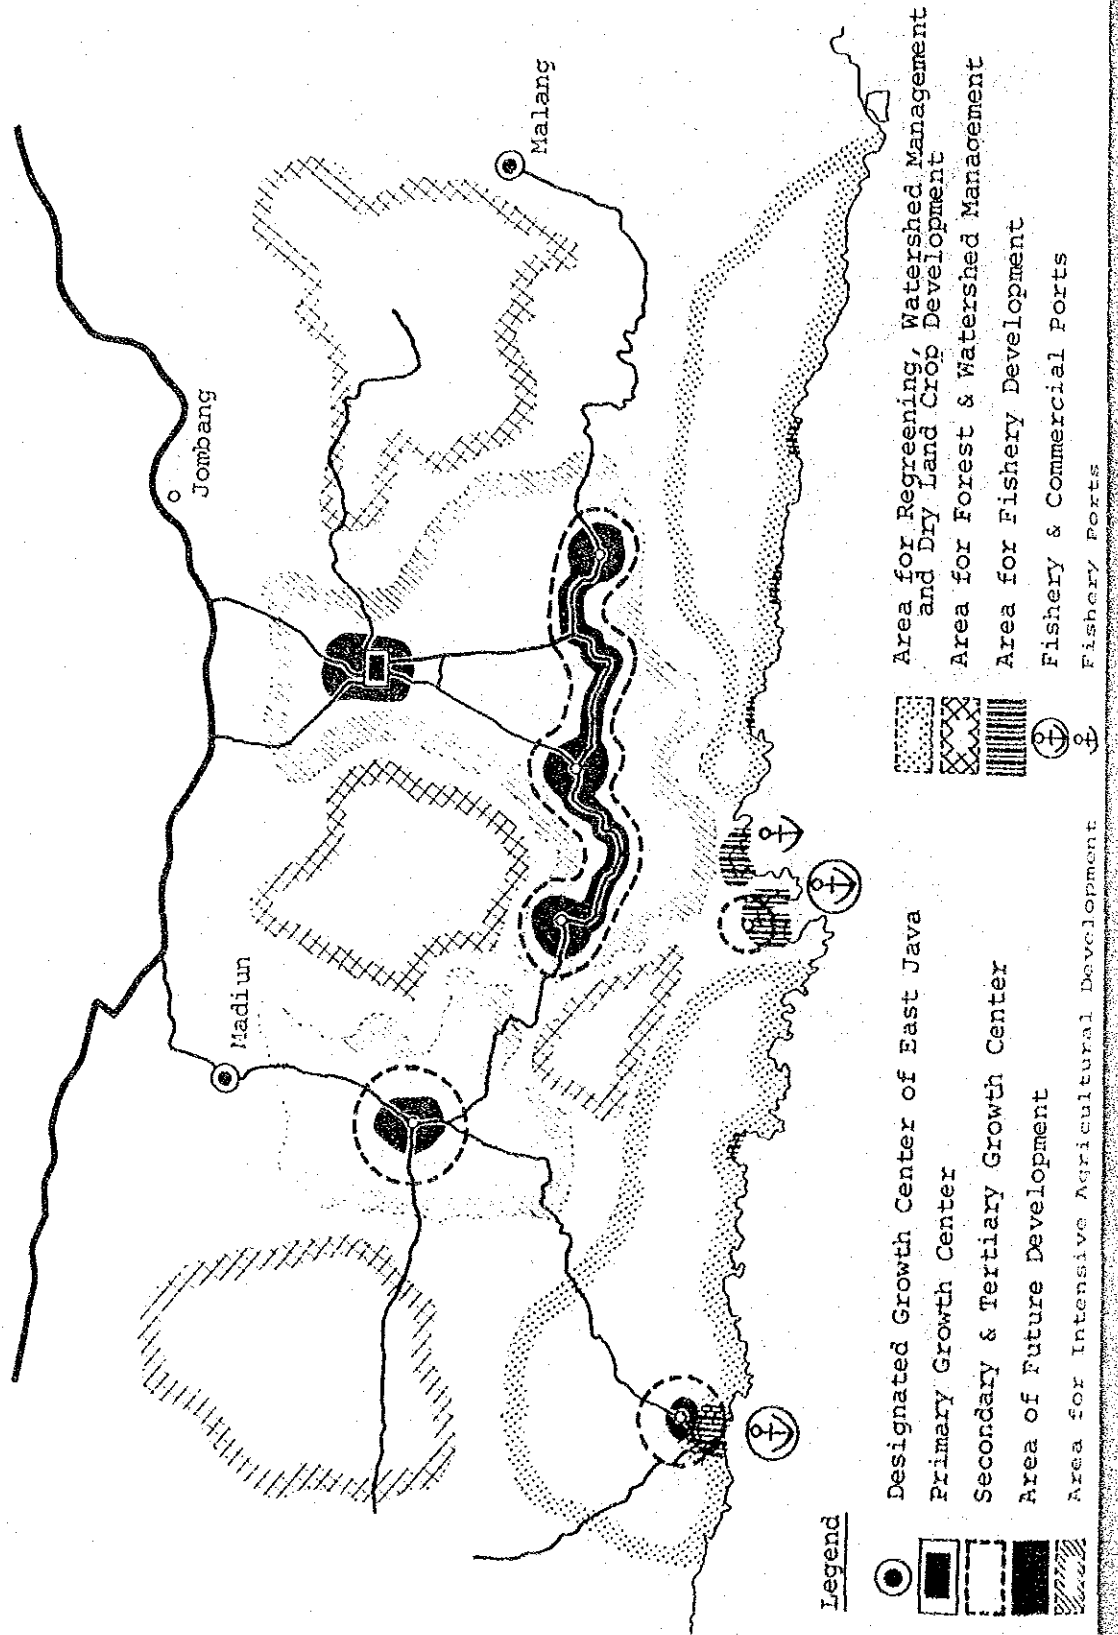 Jombang
Malang
Madiun
Legend
Designated Growth Center of East Java
Primary Growth Center
Secondary & Tertiary Growth Center
Area of Future Development
Area for Intensive Agricultural Development
Area for Regreening, Watershed Management
and Dry Land Crop Development
Area for Forest & Watershed Management
Area for Fishery Development
Fishery & Commercial Ports
Fishery Ports